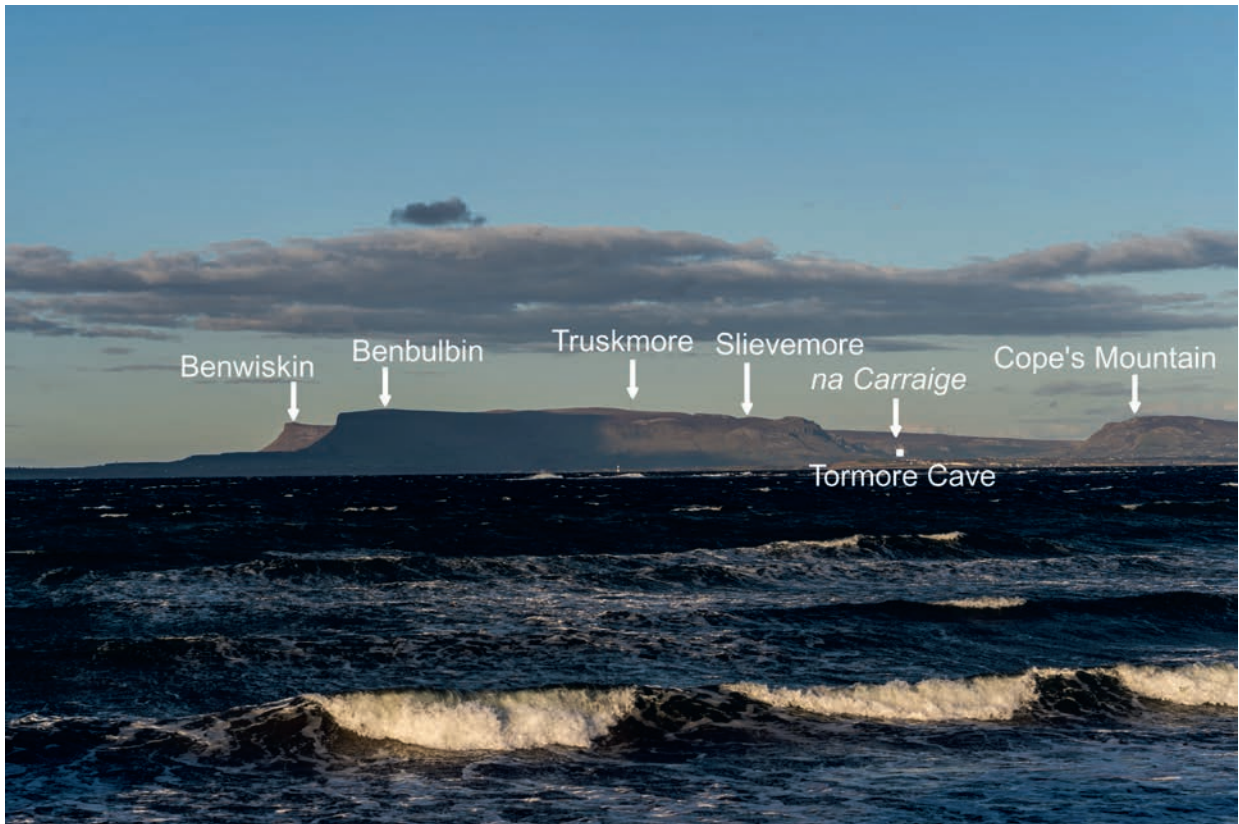 Benwiskin
Benbulbin
Truskmore
Slievemore
na Carraige
Cope's Mountain
Tormore Cave